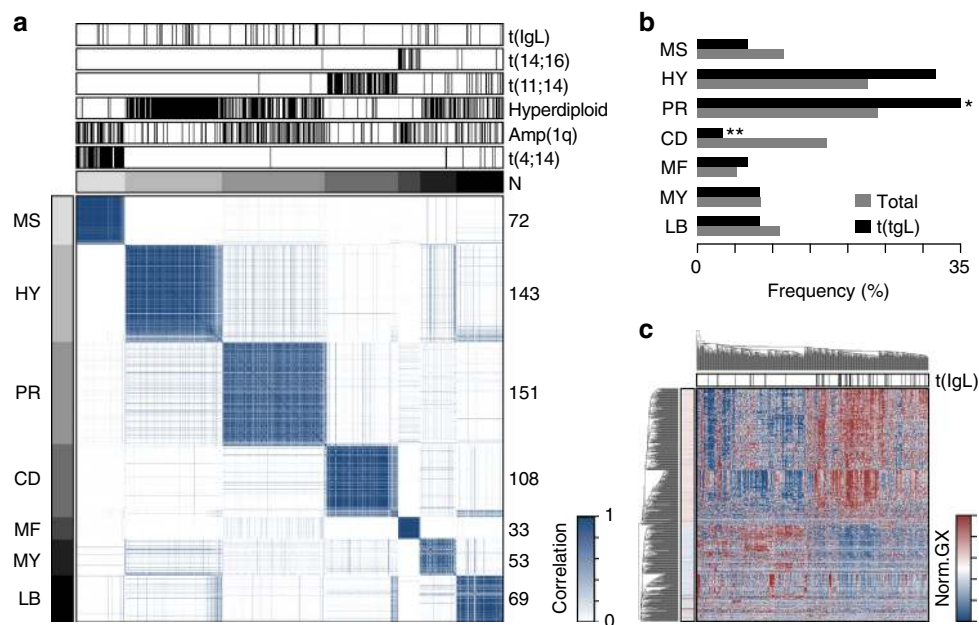 a
t(IgL)
t(14;16)
t(11;14)
Hyperdiploid
Amp(1q)
t(4;14)
N
MS 72
HY 143
PR 151
CD 108
MF 33
MY 53
LB 69
1
Correlation
0
b
MS
HY
PR *
CD **
MF
MY Total
LB t(tgL)
0 35
Frequency (%)
c
t(IgL)
Norm.GX